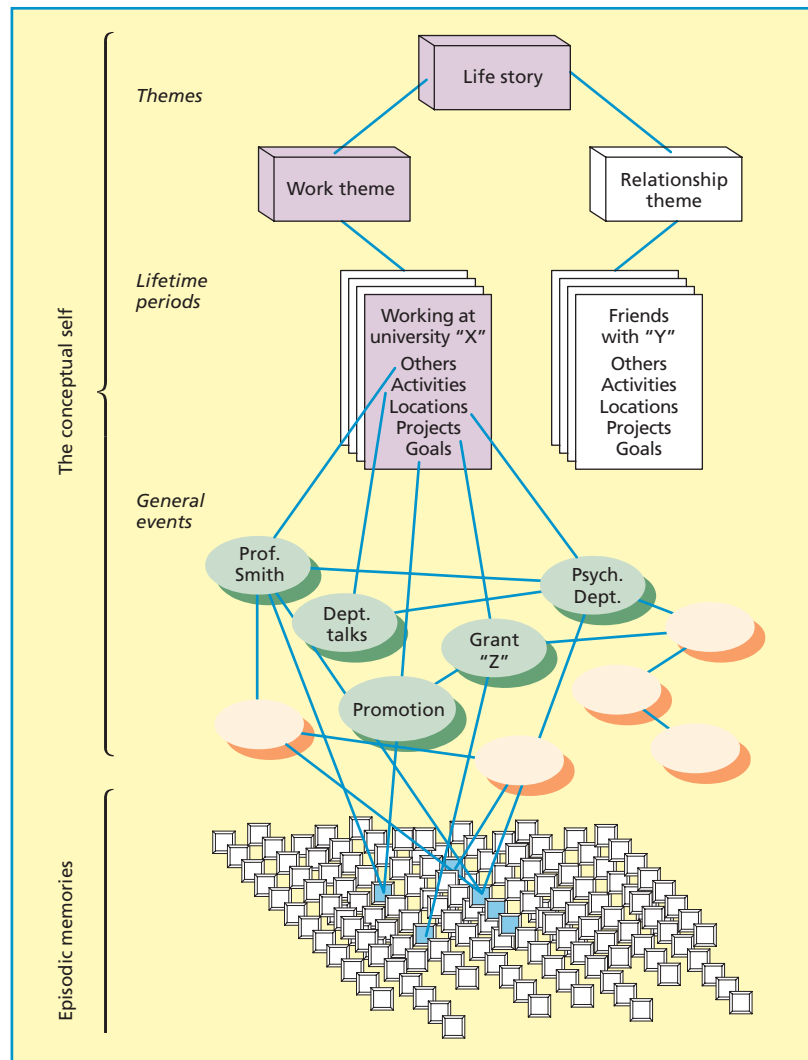 Life story
Themes
Work theme
Relationship
theme
Lifetime
periods
Working at
university “X”
Others
Activities
Locations
Projects
Goals
Friends
with “Y”
Others
Activities
Locations
Projects
Goals
The conceptual self
General
events
Prof.
Smith
Psych.
Dept.
Dept.
talks
Grant
“Z”
Promotion
Episodic memories